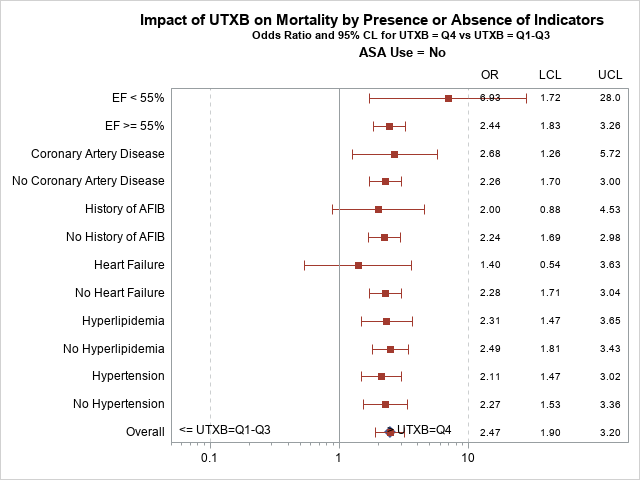 Impact of UTXB on Mortality by Presence or Absence of Indicators
Odds Ratio and 95% CL for UTXB = Q4 vs UTXB = Q1-Q3
ASA Use = No
OR LCL UCL
EF < 55% 6.93 1.72 28.0
EF >= 55% 2.44 1.83 3.26
Coronary Artery Disease 2.68 1.26 5.72
No Coronary Artery Disease 2.26 1.70 3.00
History of AFIB 2.00 0.88 4.53
No History of AFIB 2.24 1.69 2.98
Heart Failure 1.40 0.54 3.63
No Heart Failure 2.28 1.71 3.04
Hyperlipidemia 2.31 1.47 3.65
No Hyperlipidemia 2.49 1.81 3.43
Hypertension 2.11 1.47 3.02
No Hypertension 2.27 1.53 3.36
Overall <= UTXB=Q1-Q3 UTXB=Q4 2.47 1.90 3.20
0.1 1 10